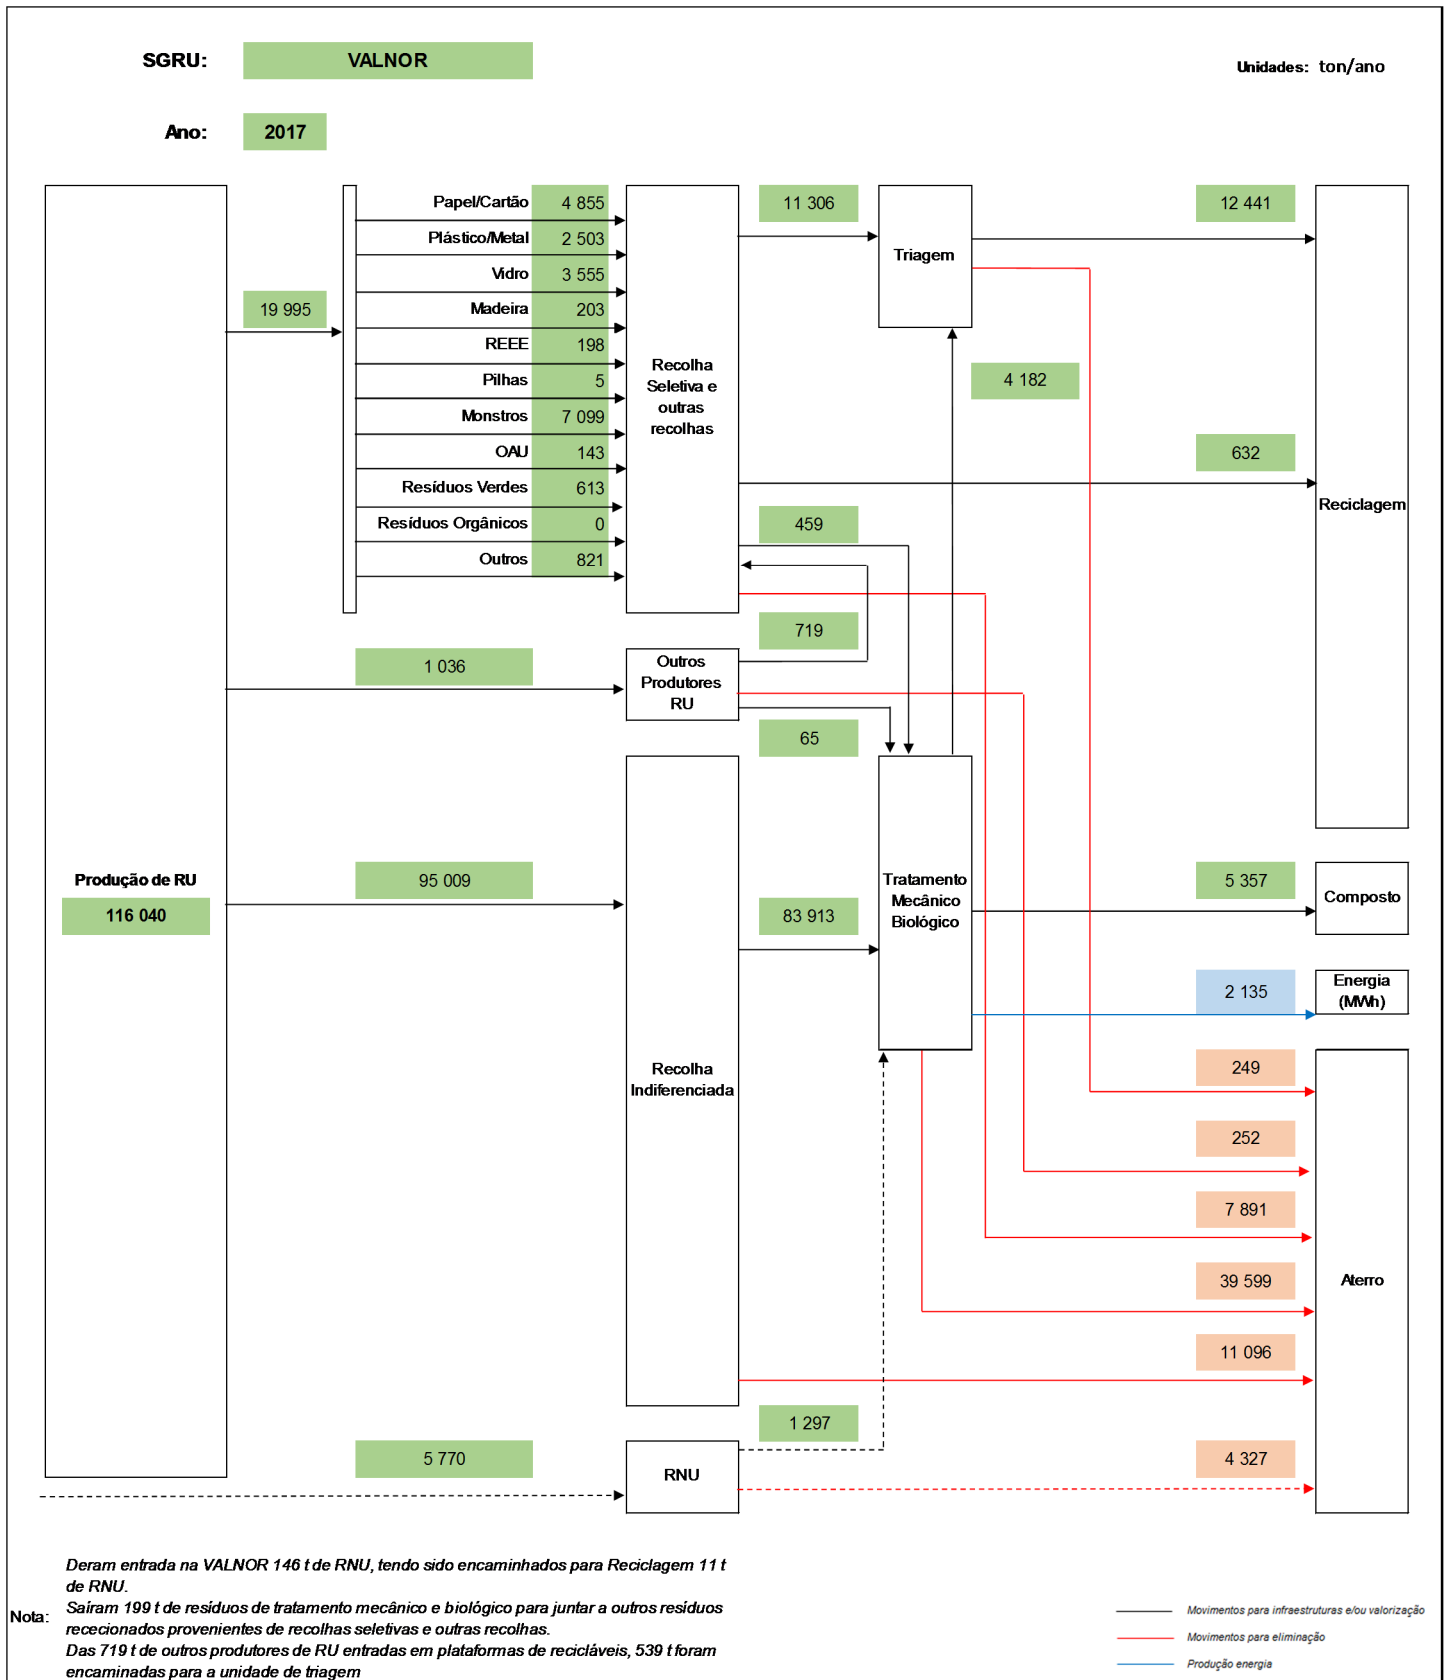 SGRU: VALNOR
Unidades: ton/ano
Ano: 2017
Papel/Cartão 4 855
Plástico/Metal 2 503
Vidro 3 555
Madeira 203
REEE 198
Pilhas 5
Monstros 7 099
OAU 143
Resíduos Verdes 613
Resíduos Orgânicos 0
Outros 821
19 995
Recolha
Seletiva e
outras
recolhas
11 306
Triagem
12 441
4 182
632
Reciclagem
459
719
1 036
Outros
Produtores
RU
65
Produção de RU
116 040
95 009
Recolha
Indiferenciada
83 913
Tratamento
Mecânico
Biológico
5 357
Composto
2 135
Energia
(MWh)
249
252
7 891
39 599
11 096
Aterro
1 297
5 770
RNU
4 327
Nota:
Deram entrada na VALNOR 146 t de RNU, tendo sido encaminhados para Reciclagem 11 t
de RNU.
Saíram 199 t de resíduos de tratamento mecânico e biológico para juntar a outros resíduos
rececionados provenientes de recolhas seletivas e outras recolhas.
Das 719 t de outros produtores de RU entradas em plataformas de recicláveis, 539 t foram
encaminadas para a unidade de triagem
Movimentos para infraestruturas e/ou valorização
Movimentos para eliminação
Produção energia